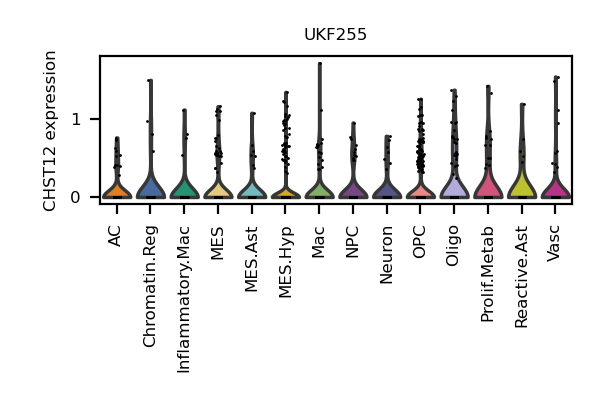 UKF255
CHST12 expression
1
0
AC
Chromatin.Reg
Inflammatory.Mac
MES
MES.Ast
MES.Hyp
Mac
NPC
Neuron
OPC
Oligo
Prolif.Metab
Reactive.Ast
Vasc